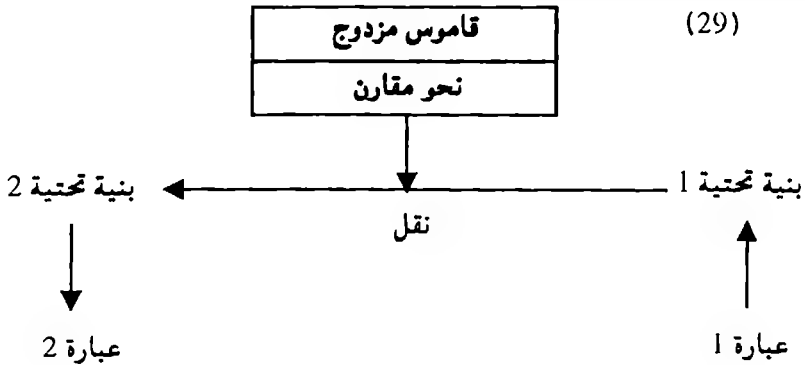 (29)
قاموس مزدوج
نحو مقارن
بنية تحتية 1
بنية تحتية 2
نقل
عبارة 1
عبارة 2